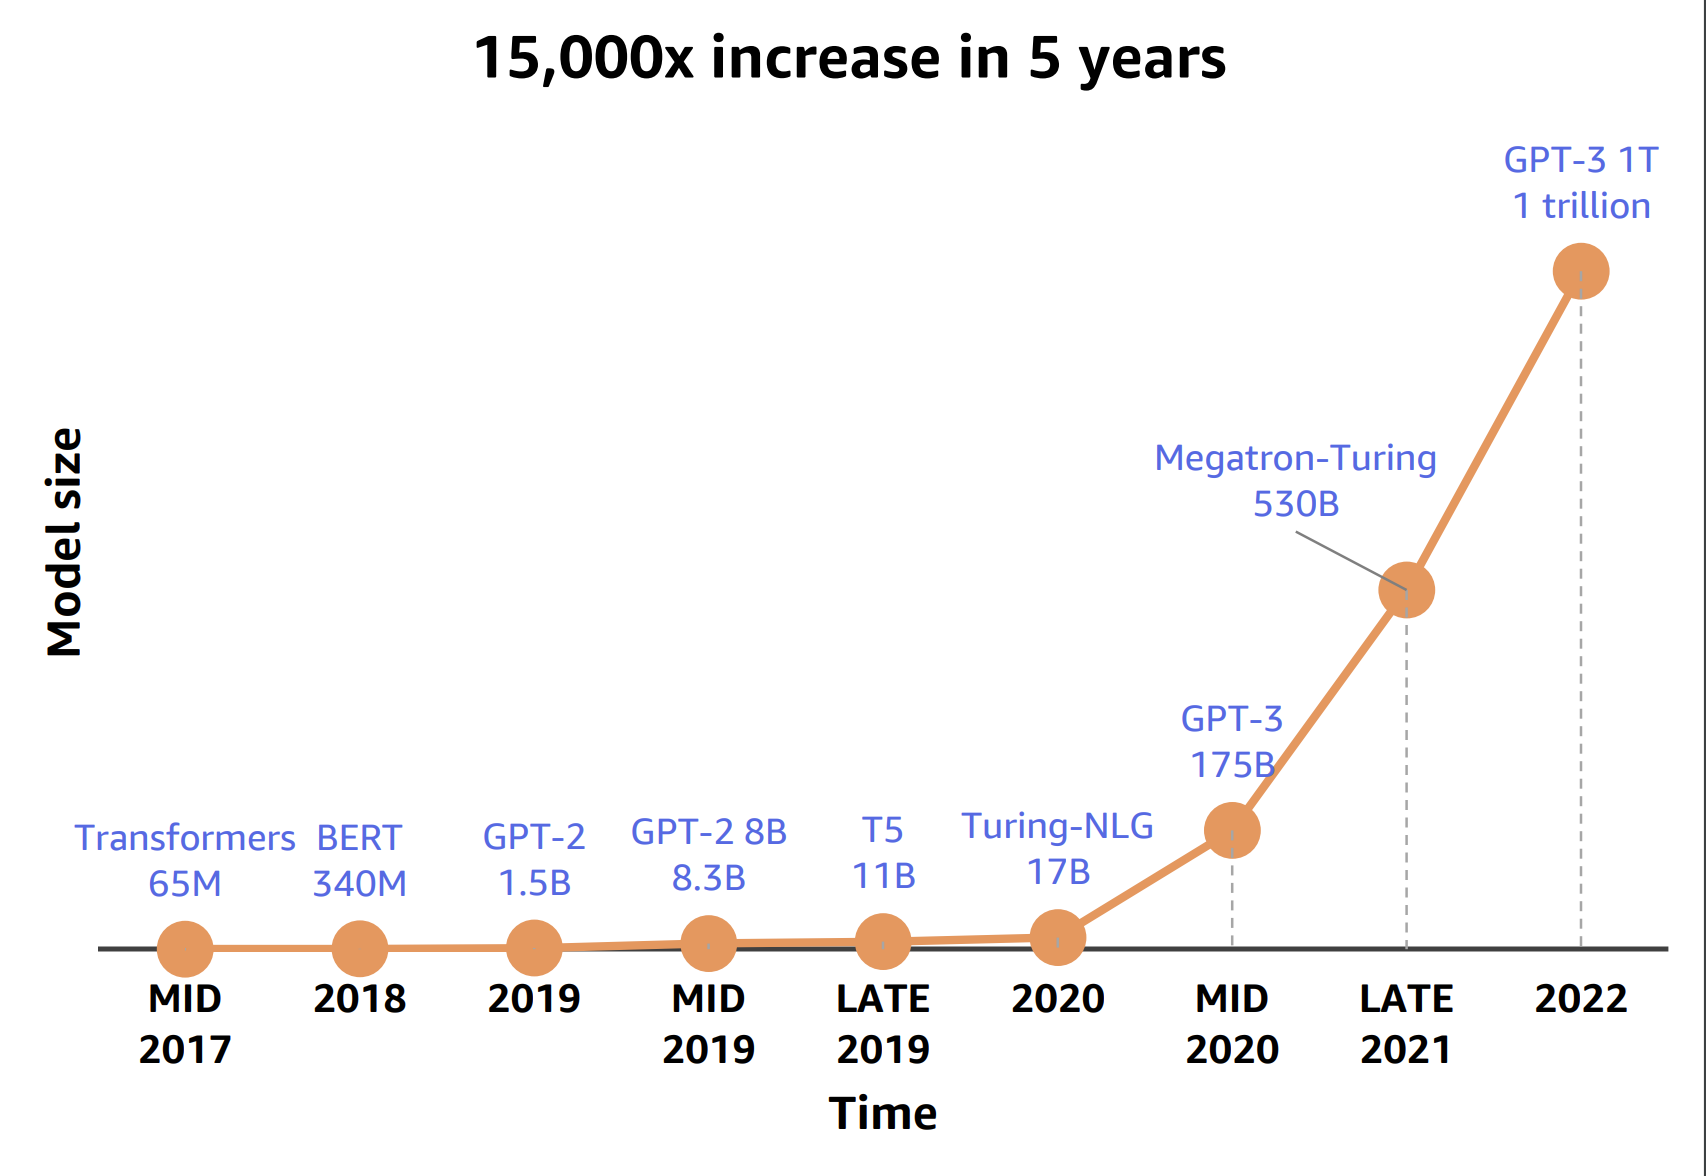 15,000x increase in 5 years
GPT-3 1T
1 trillion
Megatron-Turing
530B
GPT-3
175B
Transformers
65M
BERT
340M
GPT-2
1.5B
GPT-2 8B
8.3B
T5
11B
Turing-NLG
17B
Model size
MID
2017
2018
2019
MID
2019
LATE
2019
2020
MID
2020
LATE
2021
2022
Time